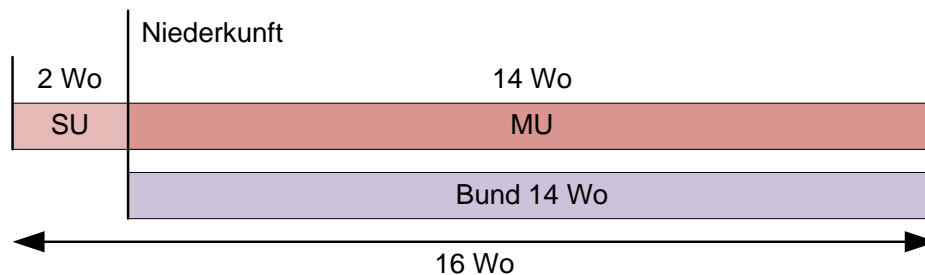 Niederkunft
2 Wo
14 Wo
SU
MU
Bund 14 Wo
16 Wo